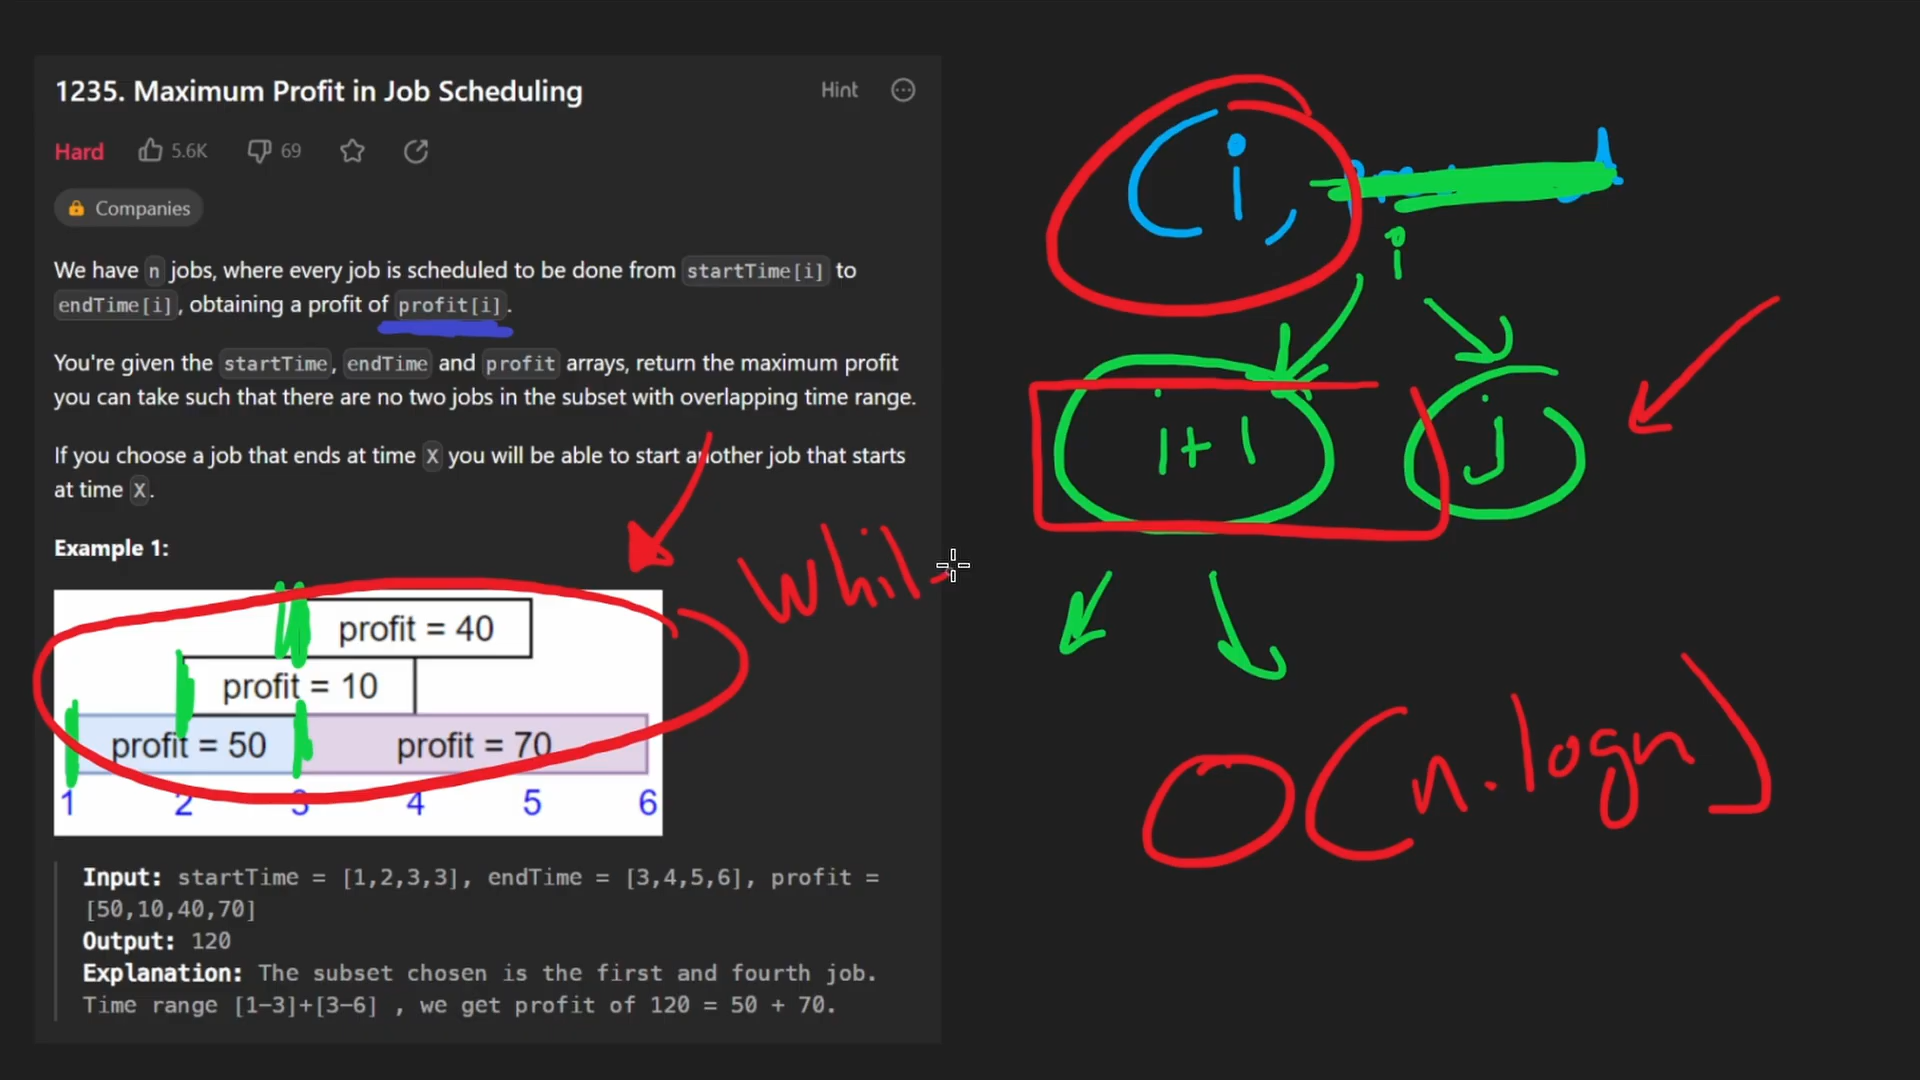 1235. Maximum Profit in Job Scheduling
Hint
Hard 5.6K 69
Companies
We have n jobs, where every job is scheduled to be done from startTime[i] to
endTime[i], obtaining a profit of profit[i].
You're given the startTime, endTime and profit arrays, return the maximum profit
you can take such that there are no two jobs in the subset with overlapping time range.
If you choose a job that ends at time X you will be able to start another job that starts
at time X.
Example 1:
profit = 40
profit = 10
profit = 50 profit = 70
1 2 3 4 5 6
Input: startTime = [1,2,3,3], endTime = [3,4,5,6], profit =
[50,10,40,70]
Output: 120
Explanation: The subset chosen is the first and fourth job.
Time range [1-3]+[3-6] , we get profit of 120 = 50 + 70.
(i,
i
i+1 j
Whil
O(n.logn)